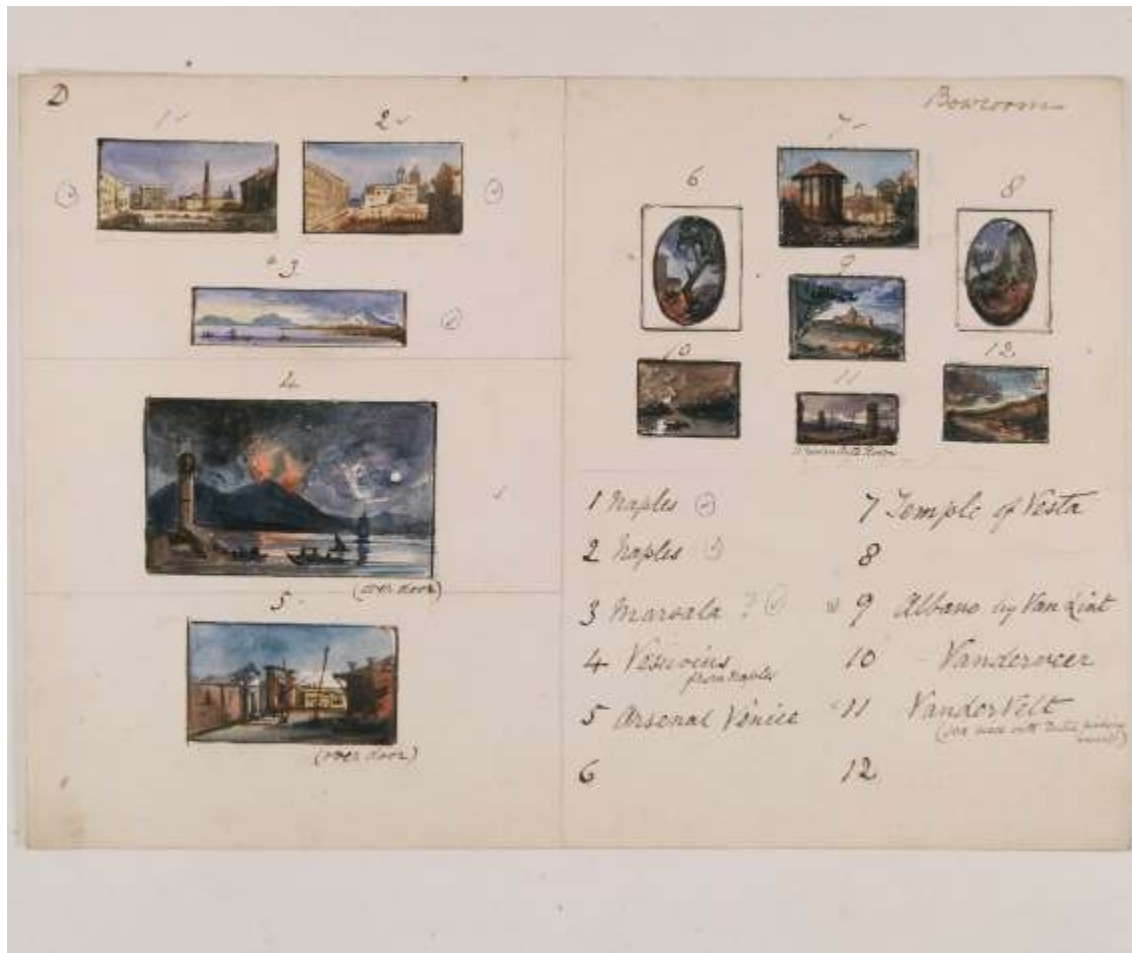 D
Bowroom
1
2
3
4
(over door)
5
(over door)
6
7
8
9
10
11
12
1 Naples
2 Naples
3 Marsala ?
4 Vesuvius
from Naples
5 Arsenal Venice
6
7 Temple of Vesta
8
9 Albano by Van Lint
10 Vanderveer
11 VanderVelt
12